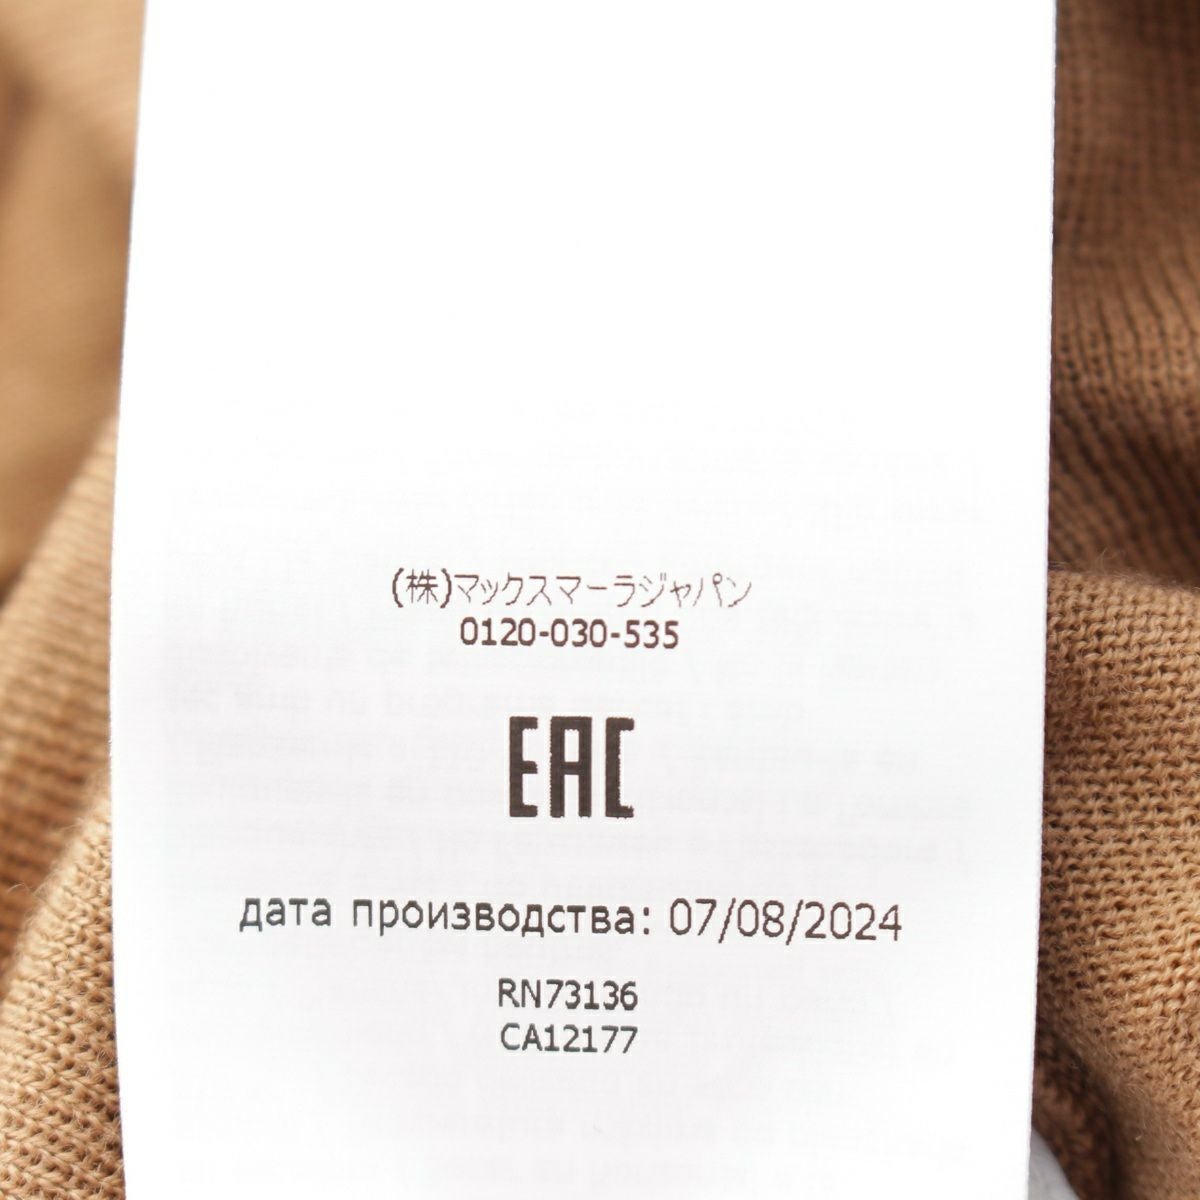 (株)マックスマーラジャパン
0120-030-535
EAC
дата производства: 07/08/2024
RN73136
CA12177